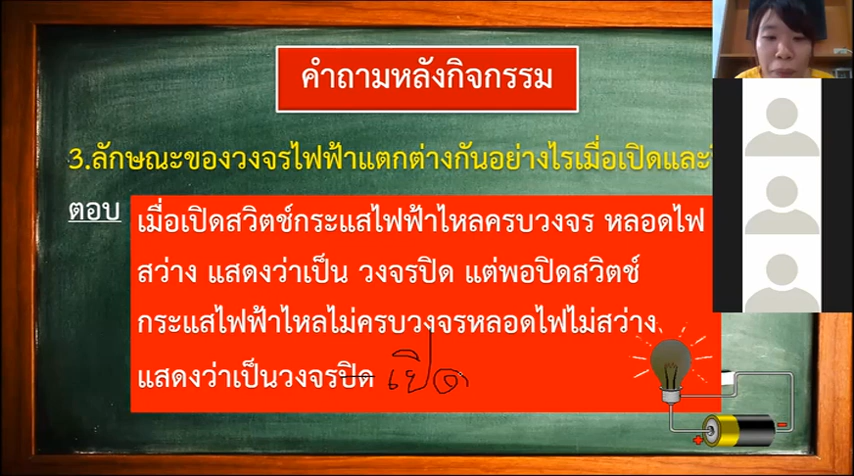 คำถามหลังกิจกรรม
3.ลักษณะของวงจรไฟฟ้าแตกต่างกันอย่างไรเมื่อเปิดและ
ตอบ เมื่อเปิดสวิตช์กระแสไฟฟ้าไหลครบวงจร หลอดไฟ
สว่าง แสดงว่าเป็น วงจรปิด แต่พอปิดสวิตช์
กระแสไฟฟ้าไหลไม่ครบวงจรหลอดไฟไม่สว่าง
แสดงว่าเป็นวงจรปิด เปิด
+ -